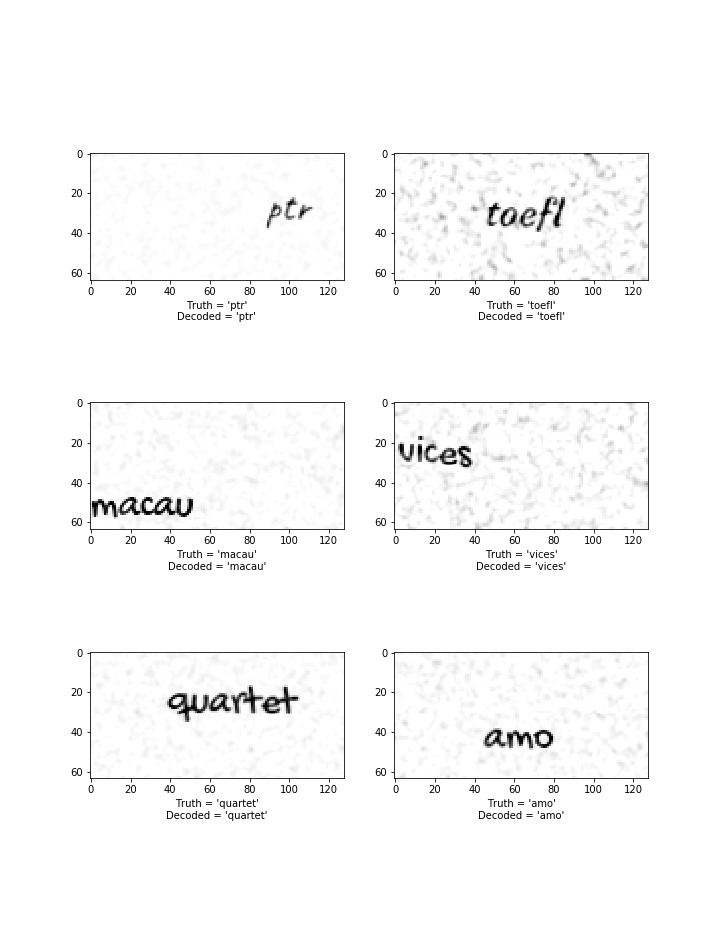 0
20
40
60
ptr
0 20 40 60 80 100 120
Truth = 'ptr'
Decoded = 'ptr'
0
20
40
60
toefl
0 20 40 60 80 100 120
Truth = 'toefl'
Decoded = 'toefl'
0
20
40
60
macau
0 20 40 60 80 100 120
Truth = 'macau'
Decoded = 'macau'
0
20
40
60
vices
0 20 40 60 80 100 120
Truth = 'vices'
Decoded = 'vices'
0
20
40
60
quartet
0 20 40 60 80 100 120
Truth = 'quartet'
Decoded = 'quartet'
0
20
40
60
amo
0 20 40 60 80 100 120
Truth = 'amo'
Decoded = 'amo'